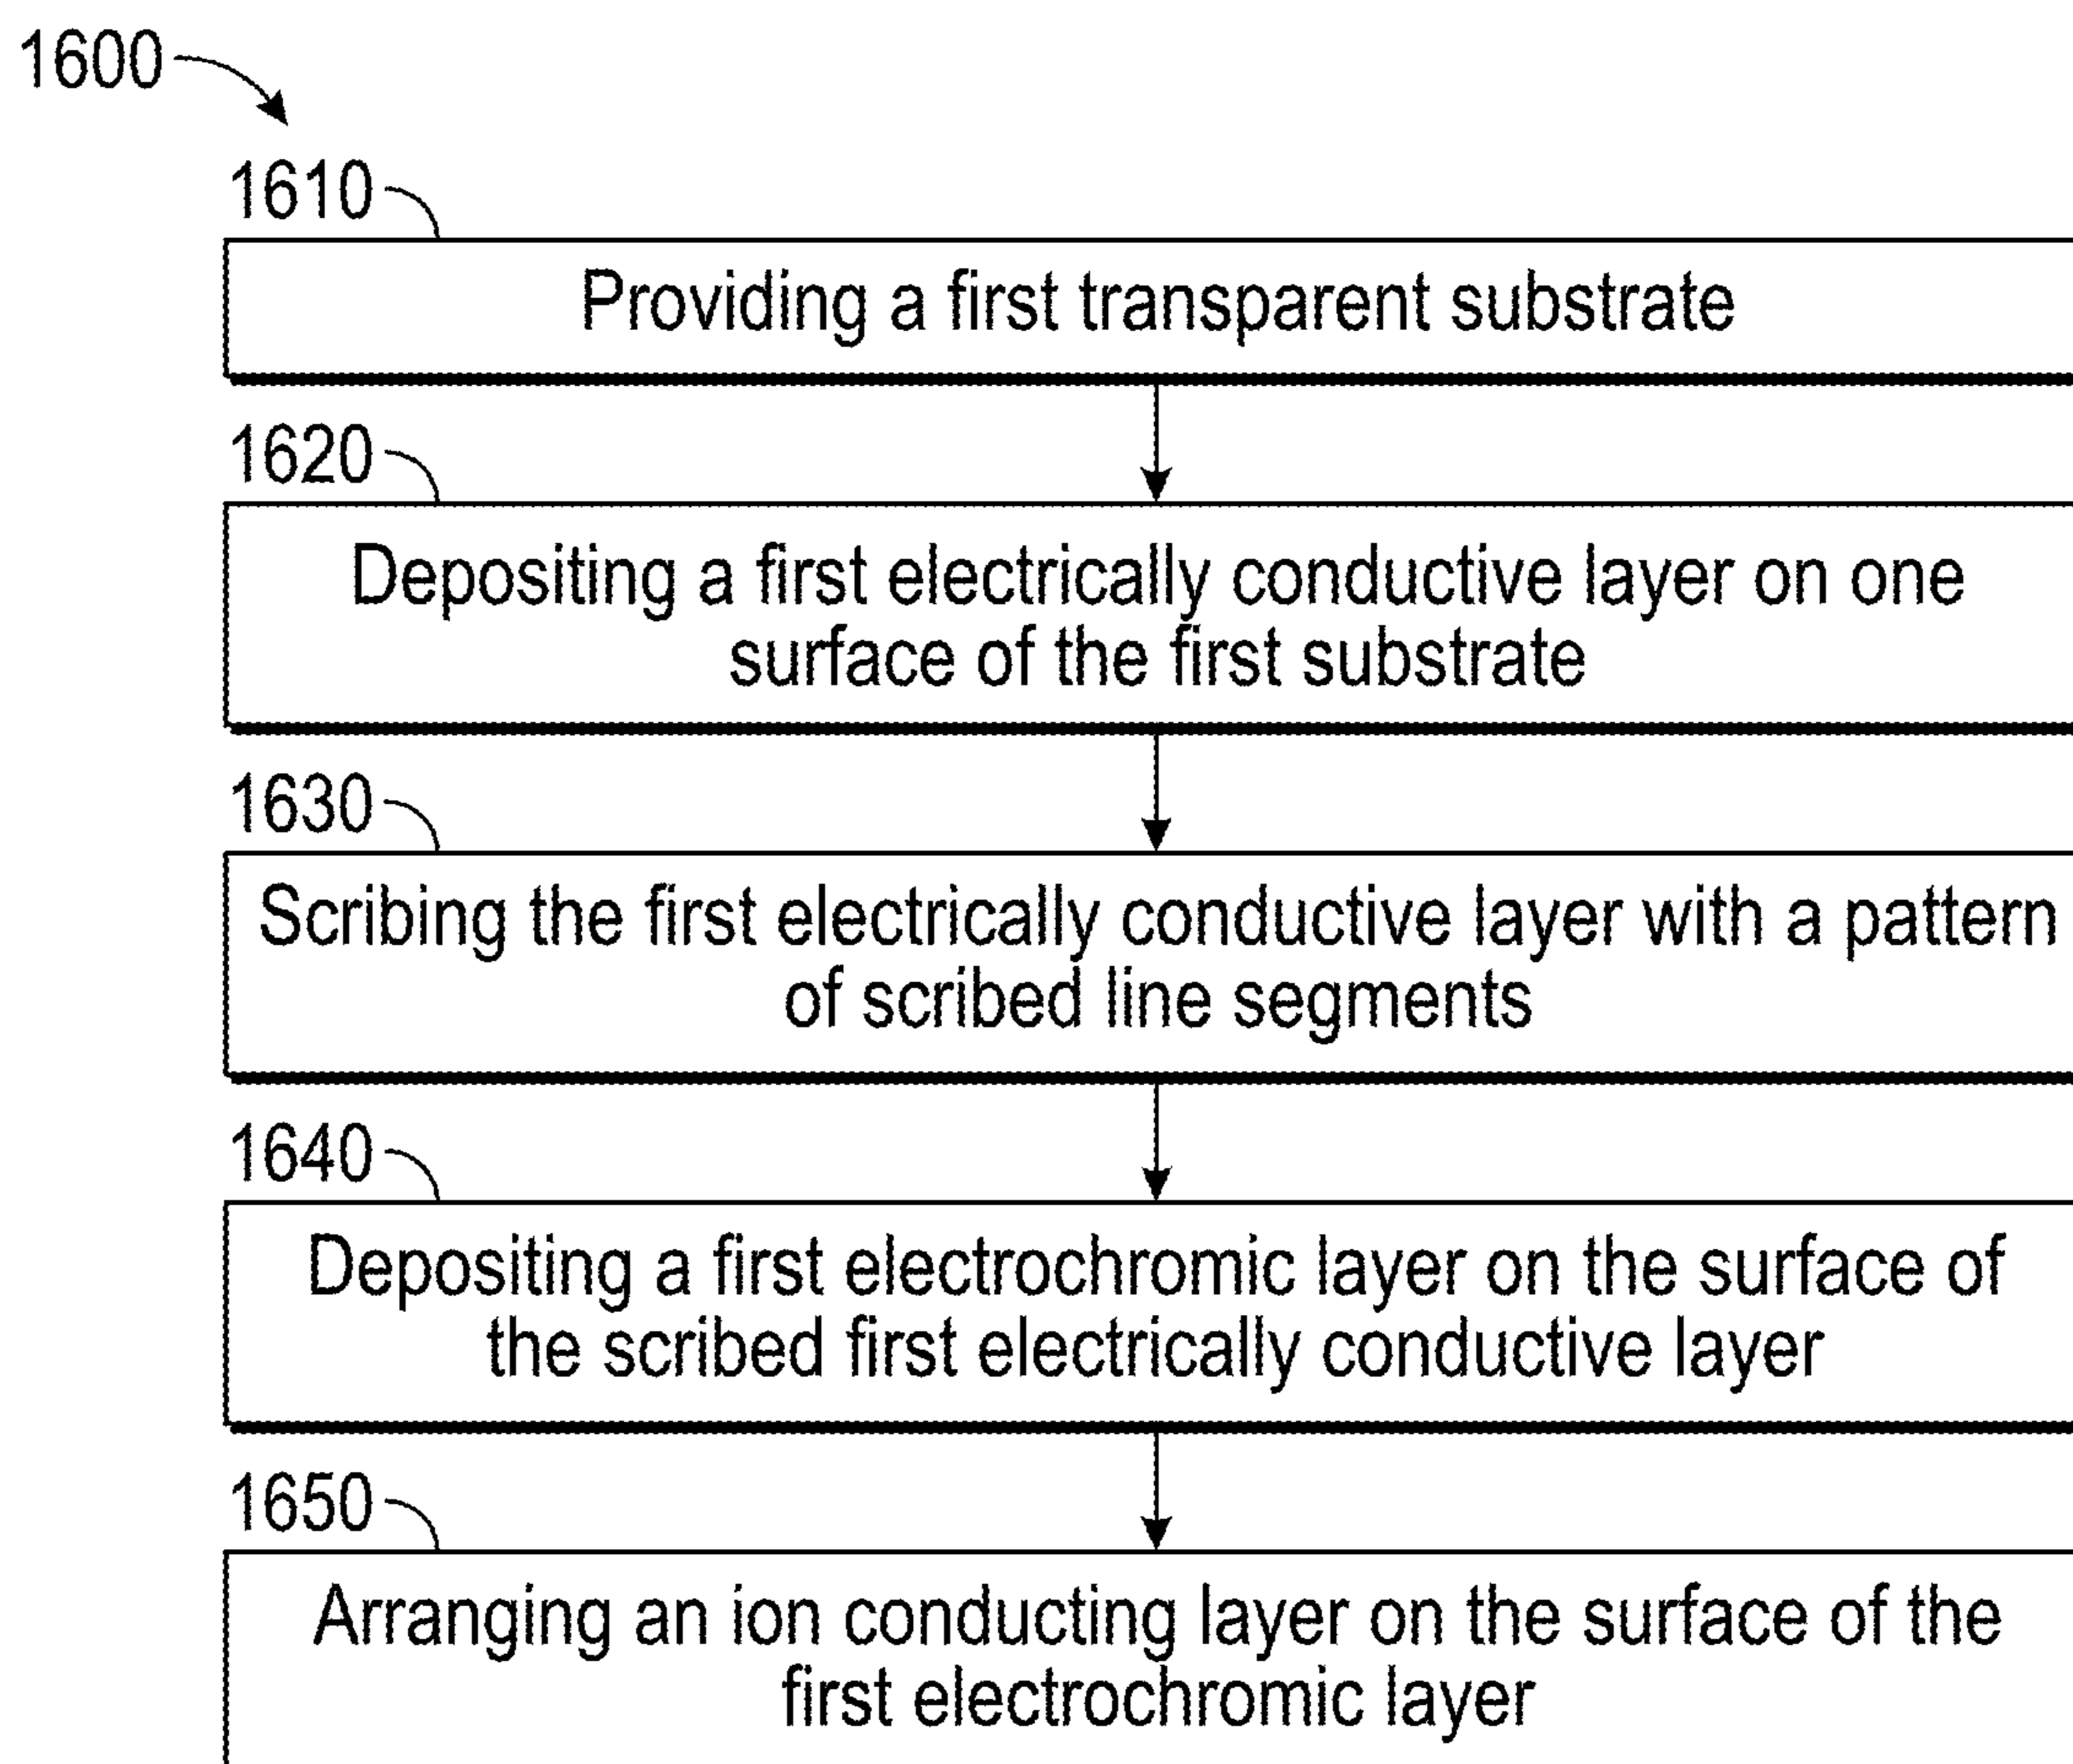 1600
1610
Providing a first transparent substrate
1620
Depositing a first electrically conductive layer on one
surface of the first substrate
1630
Scribing the first electrically conductive layer with a pattern
of scribed line segments
1640
Depositing a first electrochromic layer on the surface of
the scribed first electrically conductive layer
1650
Arranging an ion conducting layer on the surface of the
first electrochromic layer